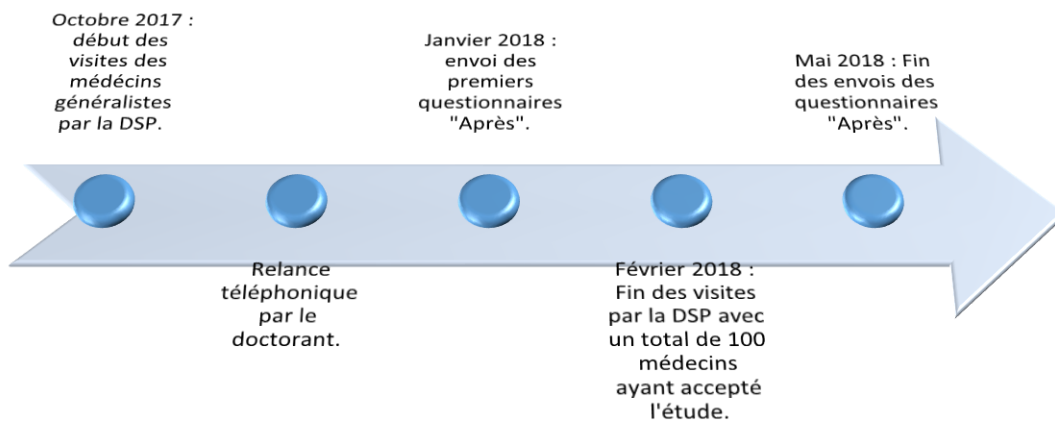 Octobre 2017 :
début des
visites des
médécins
généralistes
par la DSP.
Relance
téléphonique
par le
doctorant.
Janvier 2018 :
envoi des
premiers
questionnaires
"Après".
Février 2018 :
Fin des visites
par la DSP avec
un total de 100
médecins
ayant accepté
l'étude.
Mai 2018 : Fin
des envois des
questionnaires
"Après".